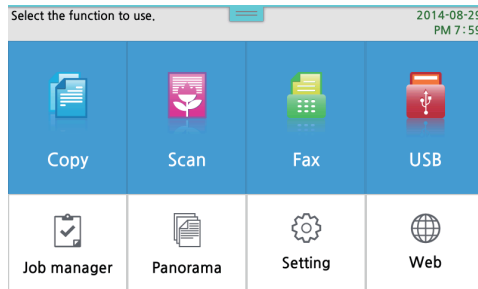 Select the function to use.
2014-08-29
PM 7:59
Copy Scan Fax USB
Job manager Panorama Setting Web